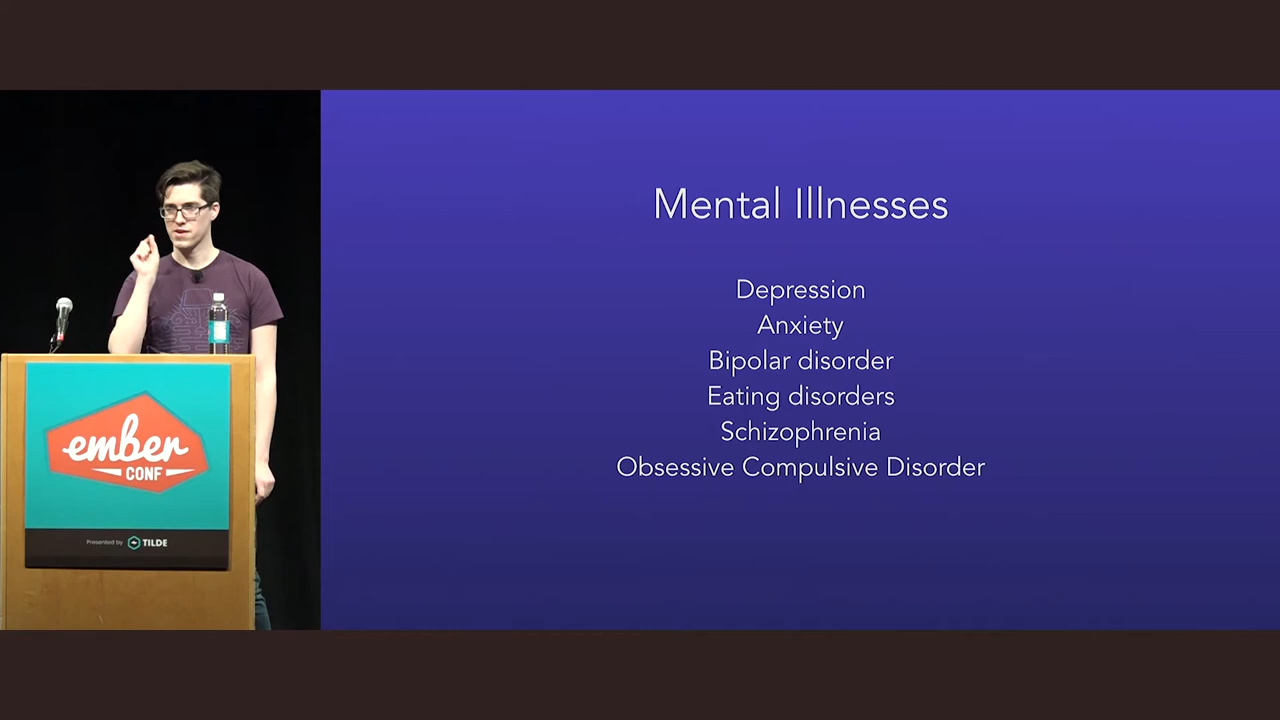 ember
CONF
Presented by TILDE
Mental Illnesses
Depression
Anxiety
Bipolar disorder
Eating disorders
Schizophrenia
Obsessive Compulsive Disorder